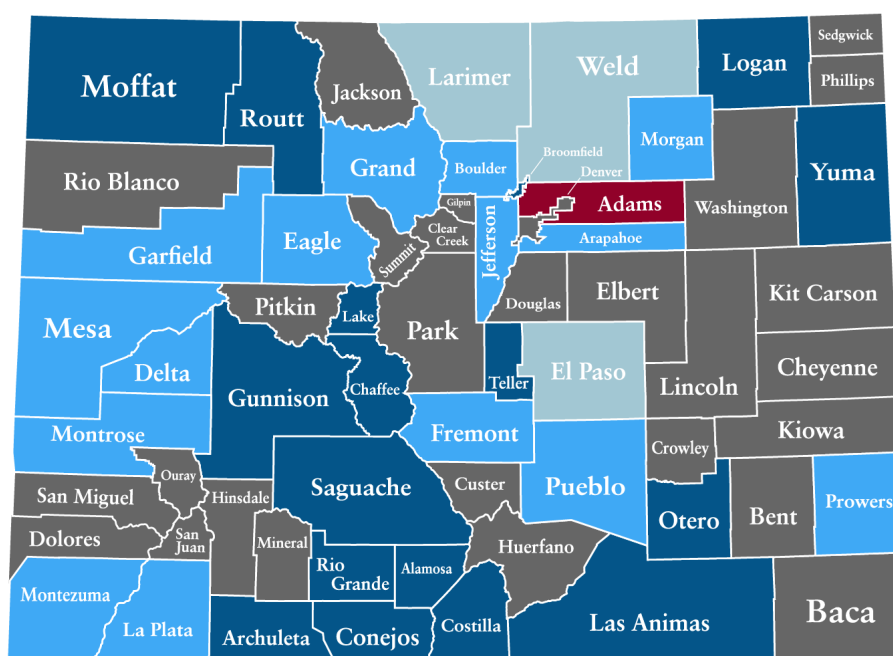 Sedgwick
Moffat
Jackson
Larimer
Weld
Logan
Phillips
Routt
Grand
Boulder
Morgan
Broomfield
Denver
Yuma
Rio Blanco
Gilpin
Adams
Washington
Clear
Creek
Jefferson
Arapahoe
Garfield
Eagle
Summit
Pitkin
Lake
Park
Douglas
Elbert
Kit Carson
Mesa
Delta
Gunnison
Chaffee
Teller
El Paso
Lincoln
Cheyenne
Montrose
Fremont
Crowley
Kiowa
Ouray
San Miguel
Hinsdale
Saguache
Custer
Pueblo
Otero
Bent
Prowers
Dolores
San
Juan
Mineral
Rio
Grande
Alamosa
Huerfano
Montezuma
La Plata
Archuleta
Conejos
Costilla
Las Animas
Baca